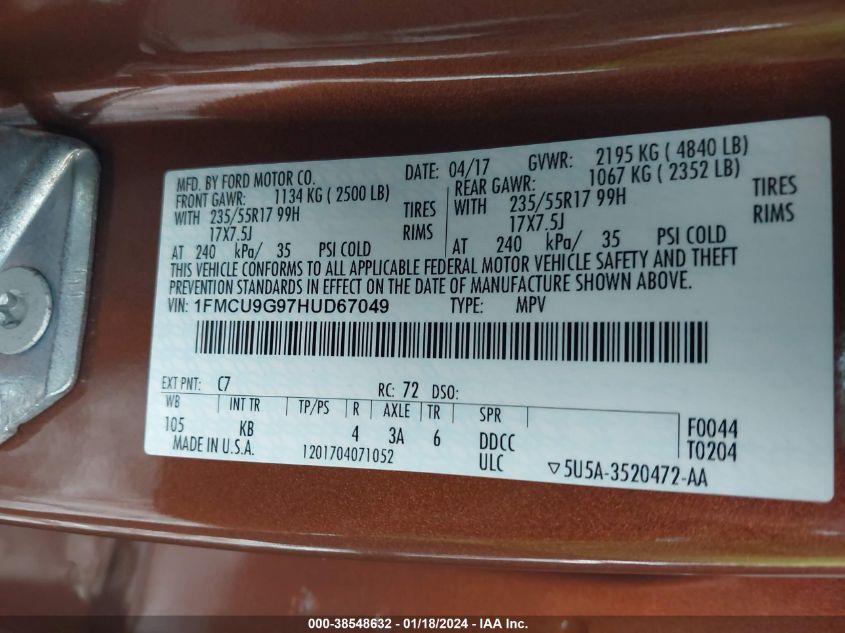 MFD. BY FORD MOTOR CO. DATE: 04/17 GVWR: 2195 KG ( 4840 LB)
FRONT GAWR: 1134 KG ( 2500 LB) REAR GAWR: 1067 KG ( 2352 LB)
WITH 235/55R17 99H TIRES WITH 235/55R17 99H TIRES
17X7.5J RIMS 17X7.5J RIMS
AT 240 kPa/ 35 PSI COLD AT 240 kPa/ 35 PSI COLD
THIS VEHICLE CONFORMS TO ALL APPLICABLE FEDERAL MOTOR VEHICLE SAFETY AND THEFT
PREVENTION STANDARDS IN EFFECT ON THE DATE OF MANUFACTURE SHOWN ABOVE.
VIN: 1FMCU9G97HUD67049 TYPE: MPV
EXT PNT: C7 RC: 72 DSO:
WB INT TR TP/PS R AXLE TR SPR
105 KB 4 3A 6 DDCC F0044
MADE IN U.S.A. 1201704071052 ULC T0204
▽5U5A-3520472-AA
000-38548632 - 01/18/2024 - IAA Inc.